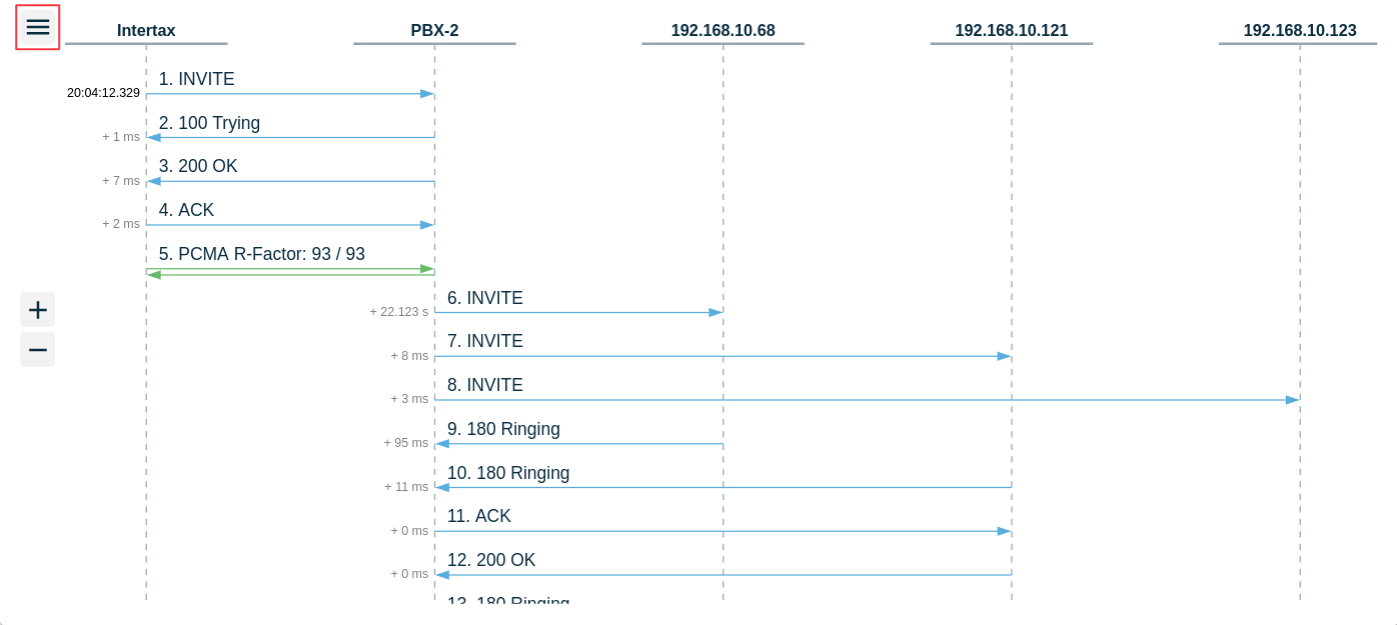 Intertax PBX-2 192.168.10.68 192.168.10.121 192.168.10.123
1. INVITE
20:04:12.329
2. 100 Trying
+ 1 ms
3. 200 OK
+ 7 ms
4. ACK
+ 2 ms
5. PCMA R-Factor: 93 / 93
6. INVITE
+ 22.123 s
7. INVITE
+ 8 ms
8. INVITE
+ 3 ms
9. 180 Ringing
+ 95 ms
10. 180 Ringing
+ 11 ms
11. ACK
+ 0 ms
12. 200 OK
+ 0 ms
13. 180 Ringing